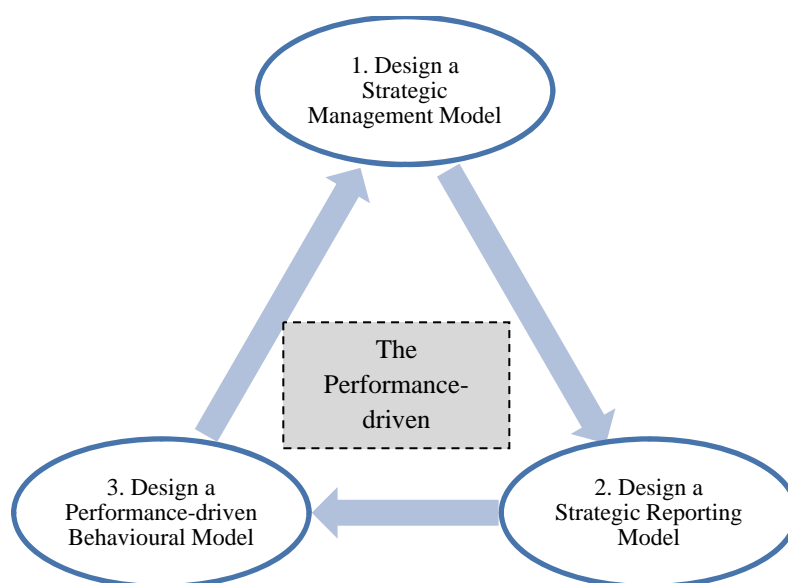 1. Design a
Strategic
Management Model
The
Performance-
driven
3. Design a
Performance-driven
Behavioural Model
2. Design a
Strategic Reporting
Model